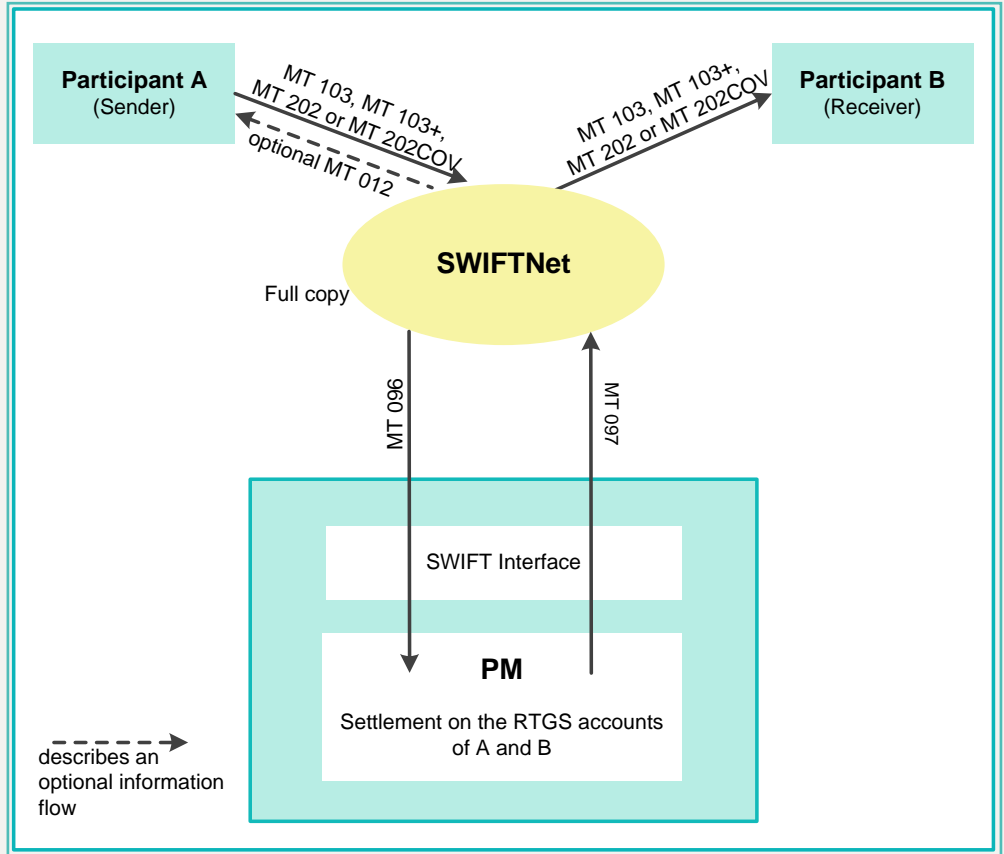 Participant A
(Sender)
MT 103, MT 103+,
MT 202 or MT 202COV
optional MT 012
MT 103, MT 103+,
MT 202 or MT 202COV
Participant B
(Receiver)
SWIFTNet
Full copy
MT 096
MT 097
SWIFT Interface
PM
Settlement on the RTGS accounts
of A and B
describes an
optional information
flow